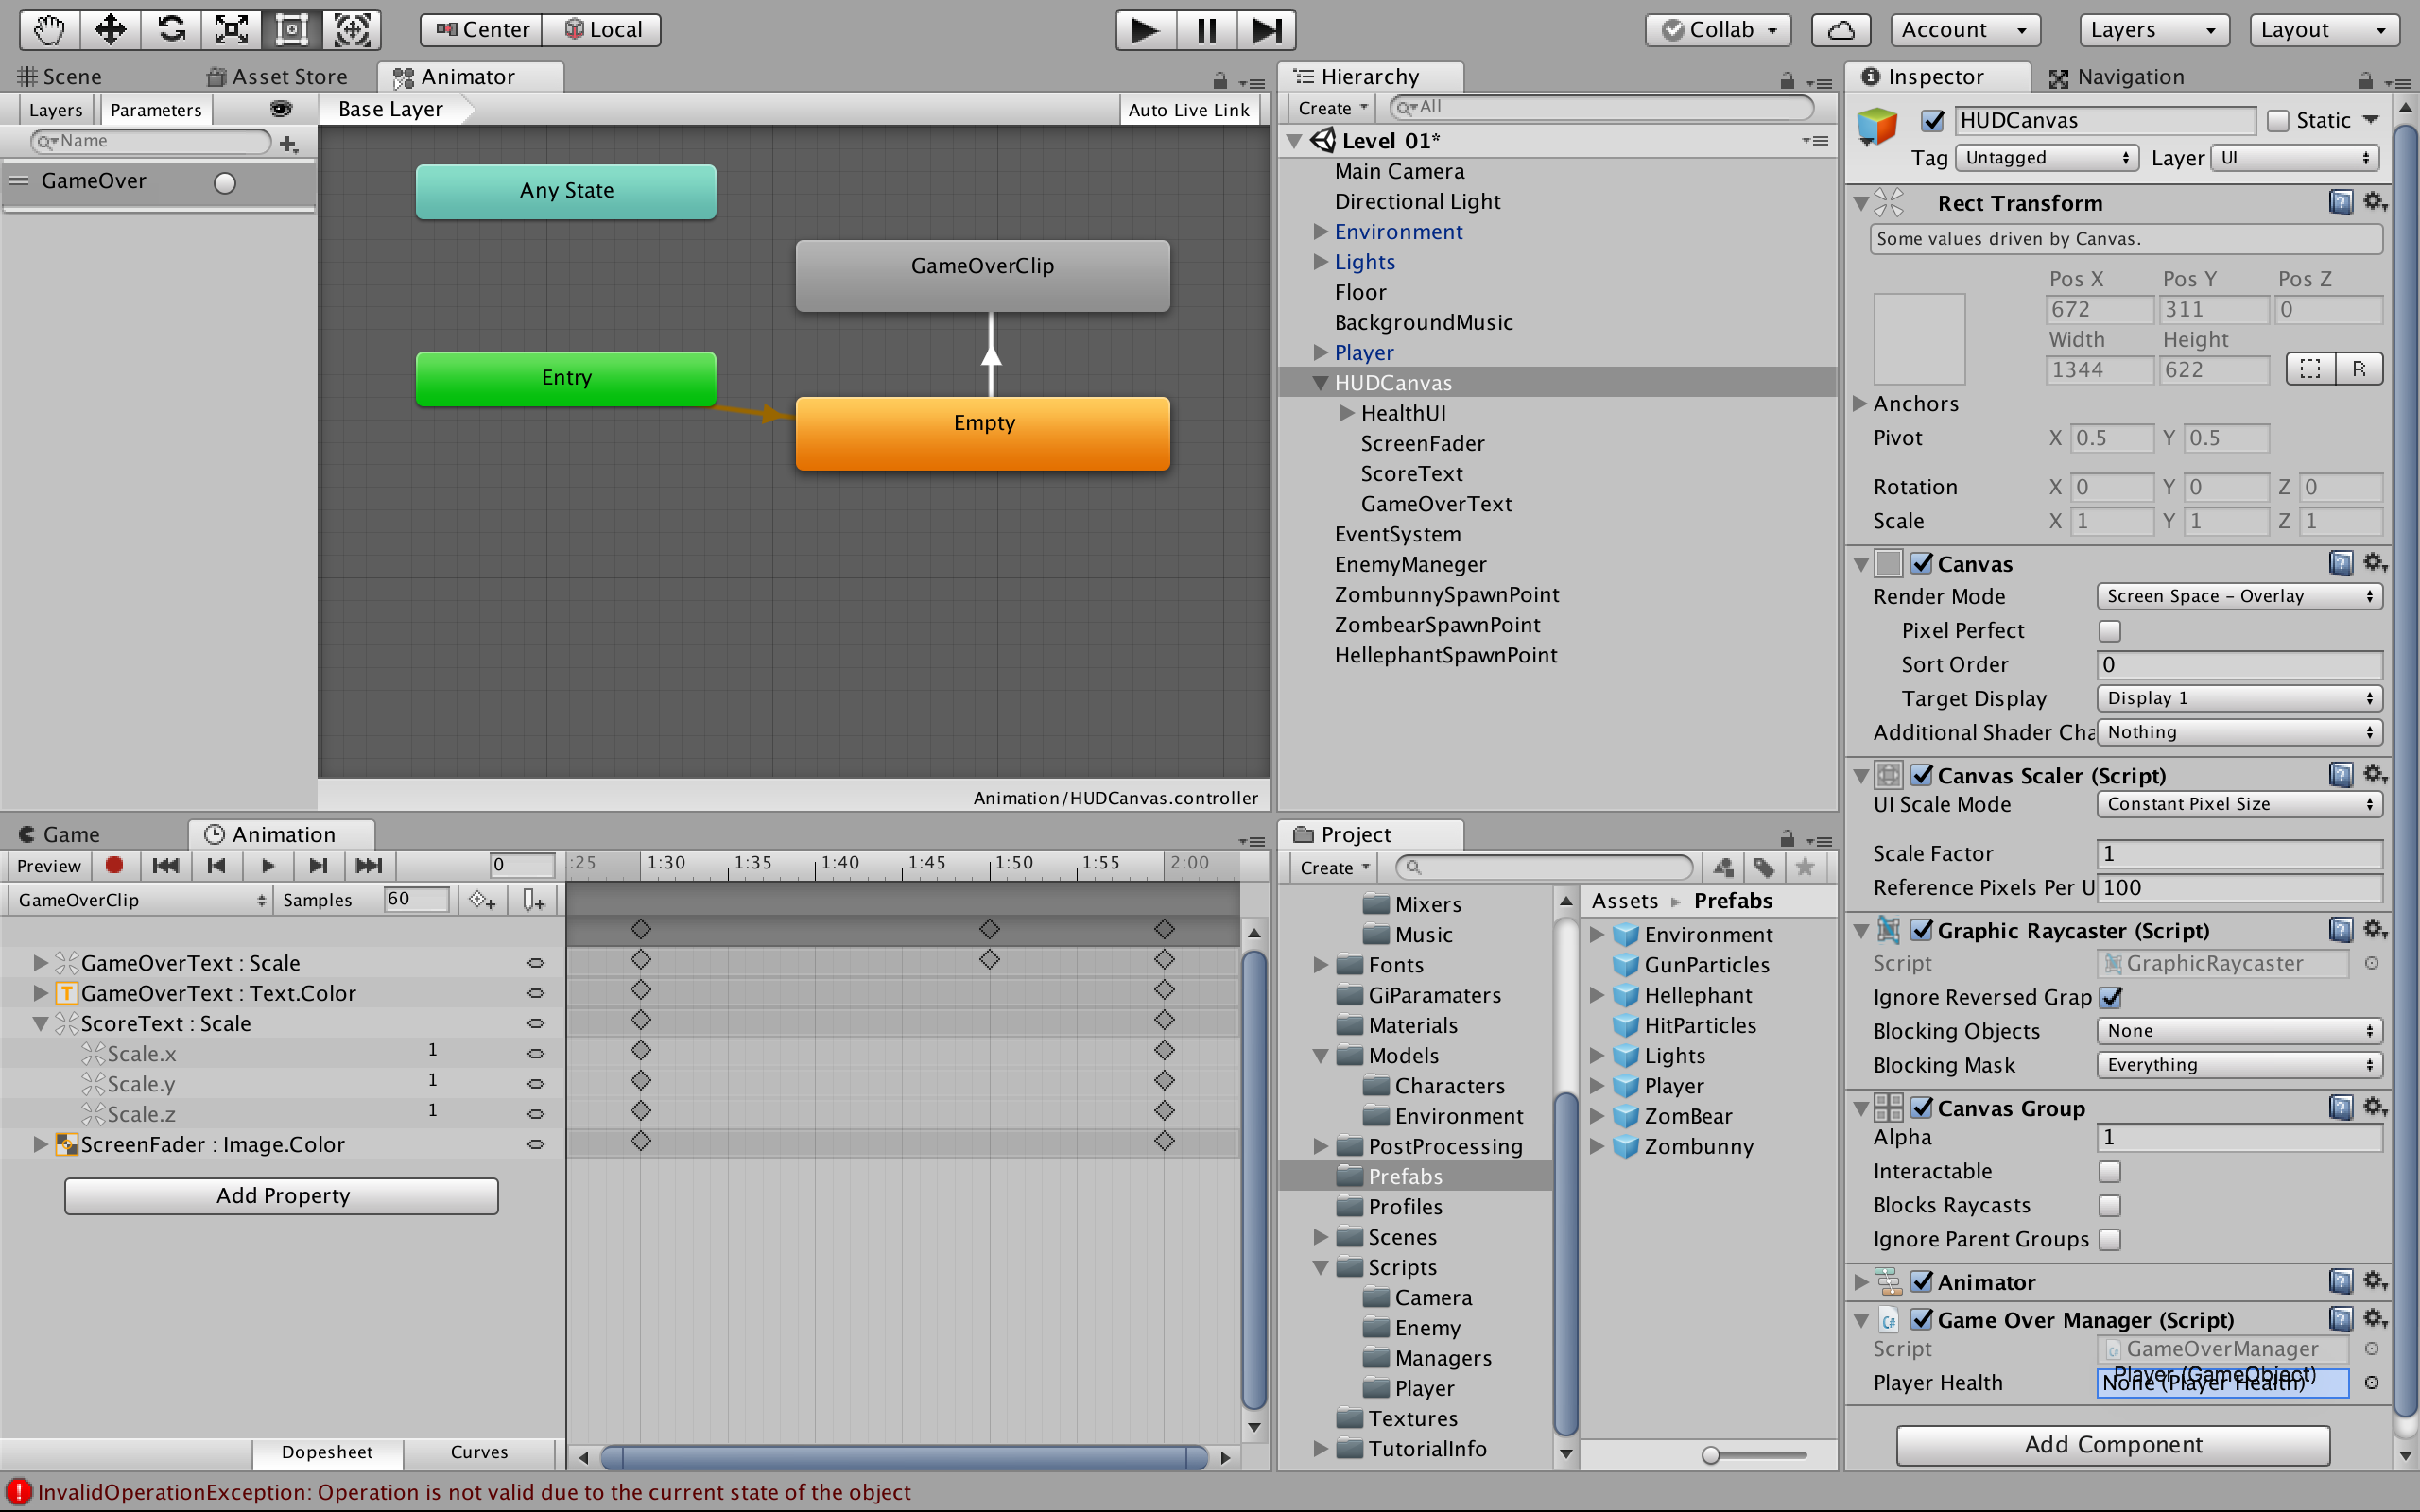 Center Local Collab Account Layers Layout
Scene Asset Store Animator
Layers Parameters Base Layer Auto Live Link
Name
GameOver
Any State
GameOverClip
Entry
Empty
Animation/HUDCanvas.controller
Hierarchy
Create All
Level 01*
Main Camera
Directional Light
Environment
Lights
Floor
BackgroundMusic
Player
HUDCanvas
HealthUI
ScreenFader
ScoreText
GameOverText
EventSystem
EnemyManeger
ZombunnySpawnPoint
ZombearSpawnPoint
HellephantSpawnPoint
Game Animation
Preview 0 :25 1:30 1:35 1:40 1:45 1:50 1:55 2:00
GameOverClip Samples 60
GameOverText : Scale
GameOverText : Text.Color
ScoreText : Scale
Scale.x 1
Scale.y 1
Scale.z 1
ScreenFader : Image.Color
Add Property
Dopesheet Curves
Project
Create
Mixers
Music
Fonts
GiParamaters
Materials
Models
Characters
Environment
PostProcessing
Prefabs
Profiles
Scenes
Scripts
Camera
Enemy
Managers
Player
Textures
TutorialInfo
Assets Prefabs
Environment
GunParticles
Hellephant
HitParticles
Lights
Player
ZomBear
Zombunny
Inspector Navigation
HUDCanvas Static
Tag Untagged Layer UI
Rect Transform
Some values driven by Canvas.
Pos X Pos Y Pos Z
672 311 0
Width Height
1344 622 R
Anchors
Pivot X 0.5 Y 0.5
Rotation X 0 Y 0 Z 0
Scale X 1 Y 1 Z 1
Canvas
Render Mode Screen Space - Overlay
Pixel Perfect
Sort Order 0
Target Display Display 1
Additional Shader Cha Nothing
Canvas Scaler (Script)
UI Scale Mode Constant Pixel Size
Scale Factor 1
Reference Pixels Per U 100
Graphic Raycaster (Script)
Script GraphicRaycaster
Ignore Reversed Grap
Blocking Objects None
Blocking Mask Everything
Canvas Group
Alpha 1
Interactable
Blocks Raycasts
Ignore Parent Groups
Animator
Game Over Manager (Script)
Script C# GameOverManager
Player (GameObject)
Player Health None (Player Health)
Add Component
InvalidOperationException: Operation is not valid due to the current state of the object